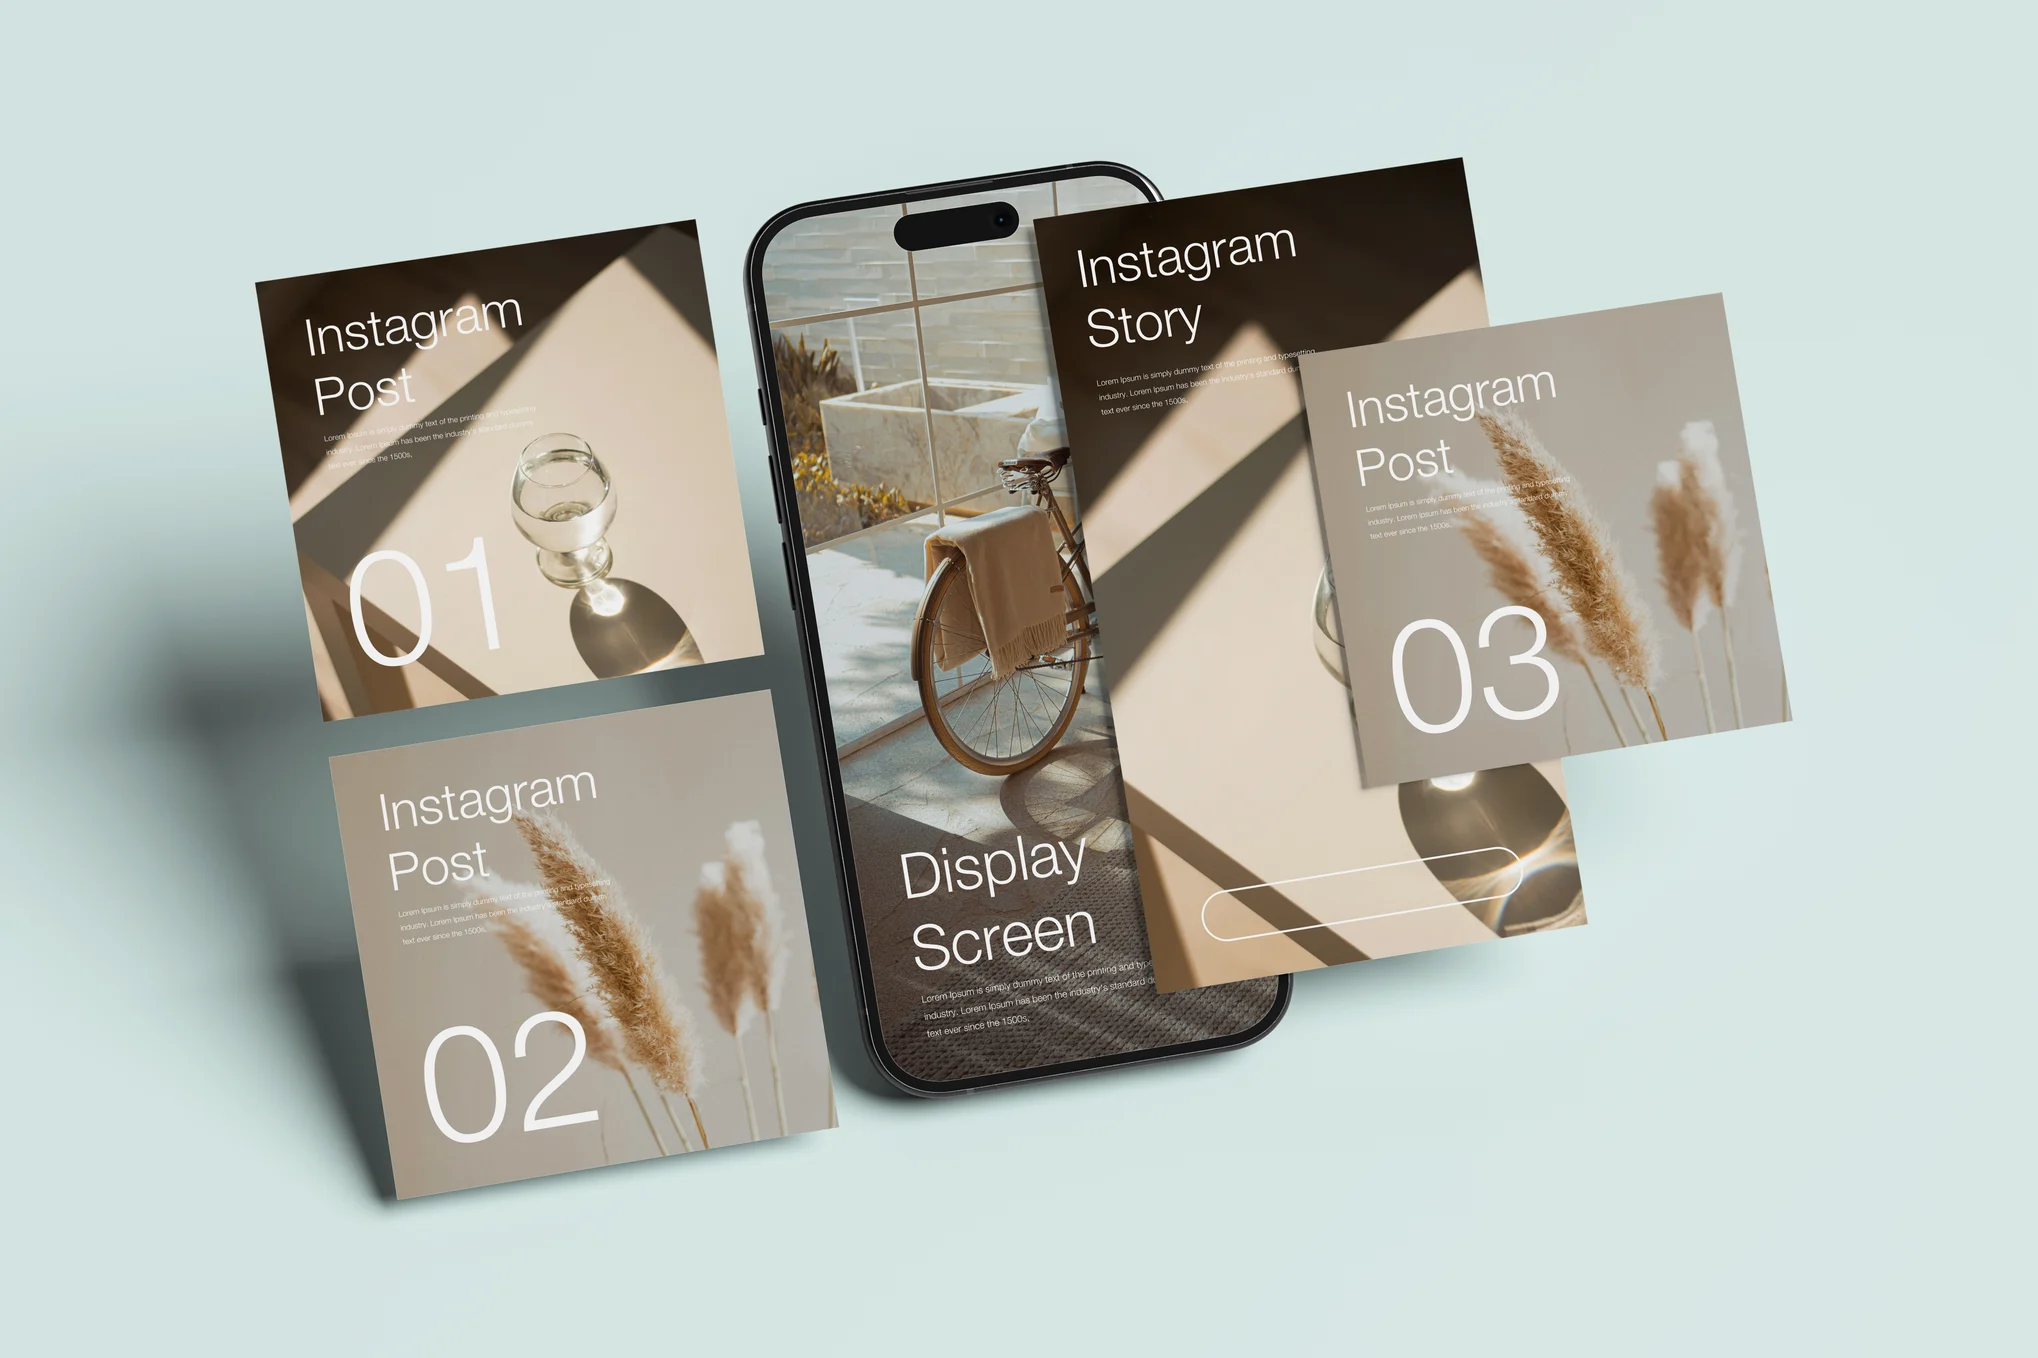 Instagram
Post
Lorem Ipsum is simply dummy text of the printing and typesetting
industry. Lorem Ipsum has been the industry's standard dummy
text ever since the 1500s,
01
Instagram
Post
Lorem Ipsum is simply dummy text of the printing and typesetting
industry. Lorem Ipsum has been the industry's standard dummy
text ever since the 1500s,
02
Display
Screen
Lorem Ipsum is simply dummy text of the printing and
industry. Lorem Ipsum has been the industry's standard
text ever since the 1500s,
Instagram
Story
Lorem Ipsum is simply dummy text of the printing and typesetting
industry. Lorem Ipsum has been the industry's standard
text ever since the 1500s,
Instagram
Post
Lorem Ipsum is simply dummy text of the printing and typesetting
industry. Lorem Ipsum has been the industry's standard dummy
text ever since the 1500s,
03